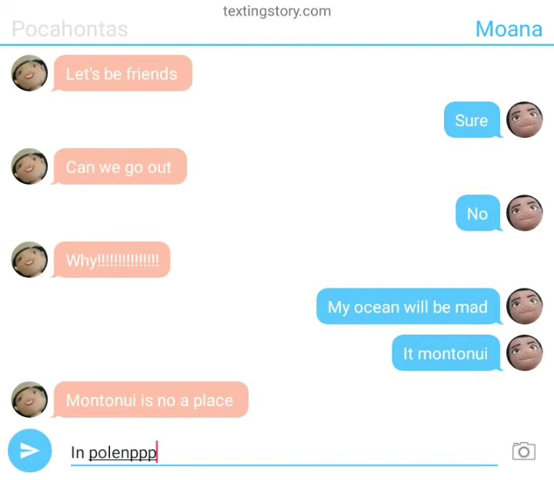 textingstory.com
Pocahontas
Moana
Let's be friends
Sure
Can we go out
No
Why!!!!!!!!!!!!!!!
My ocean will be mad
It montonui
Montonui is no a place
In polenppp